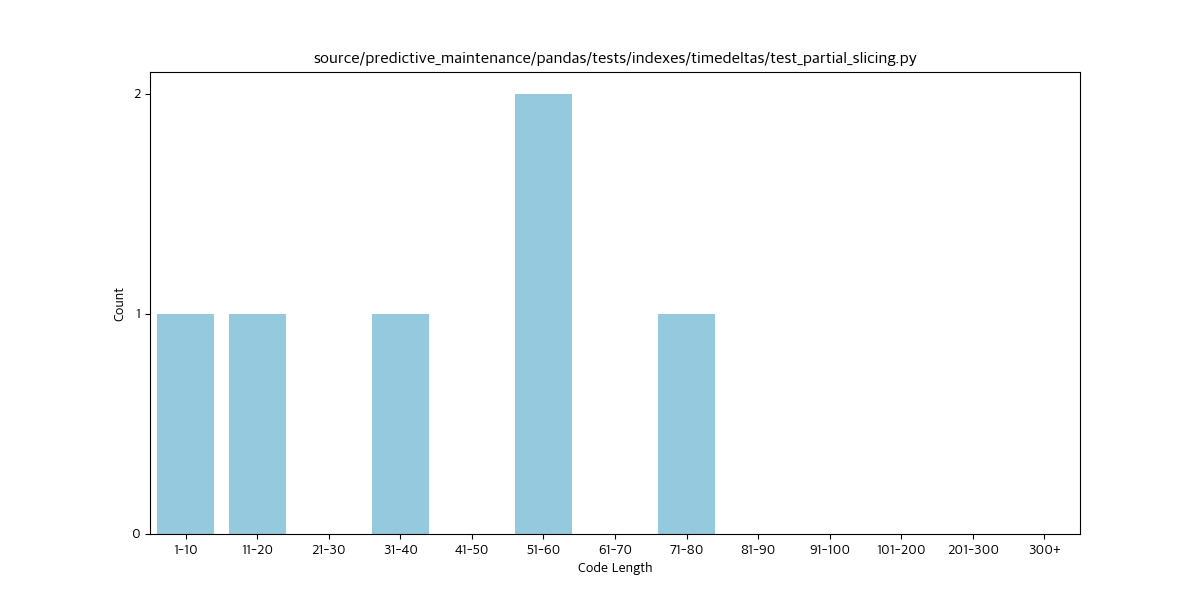 source/predictive_maintenance/pandas/tests/indexes/timedeltas/test_partial_slicing.py
2
1
0
Count
1-10 11-20 21-30 31-40 41-50 51-60 61-70 71-80 81-90 91-100 101-200 201-300 300+
Code Length